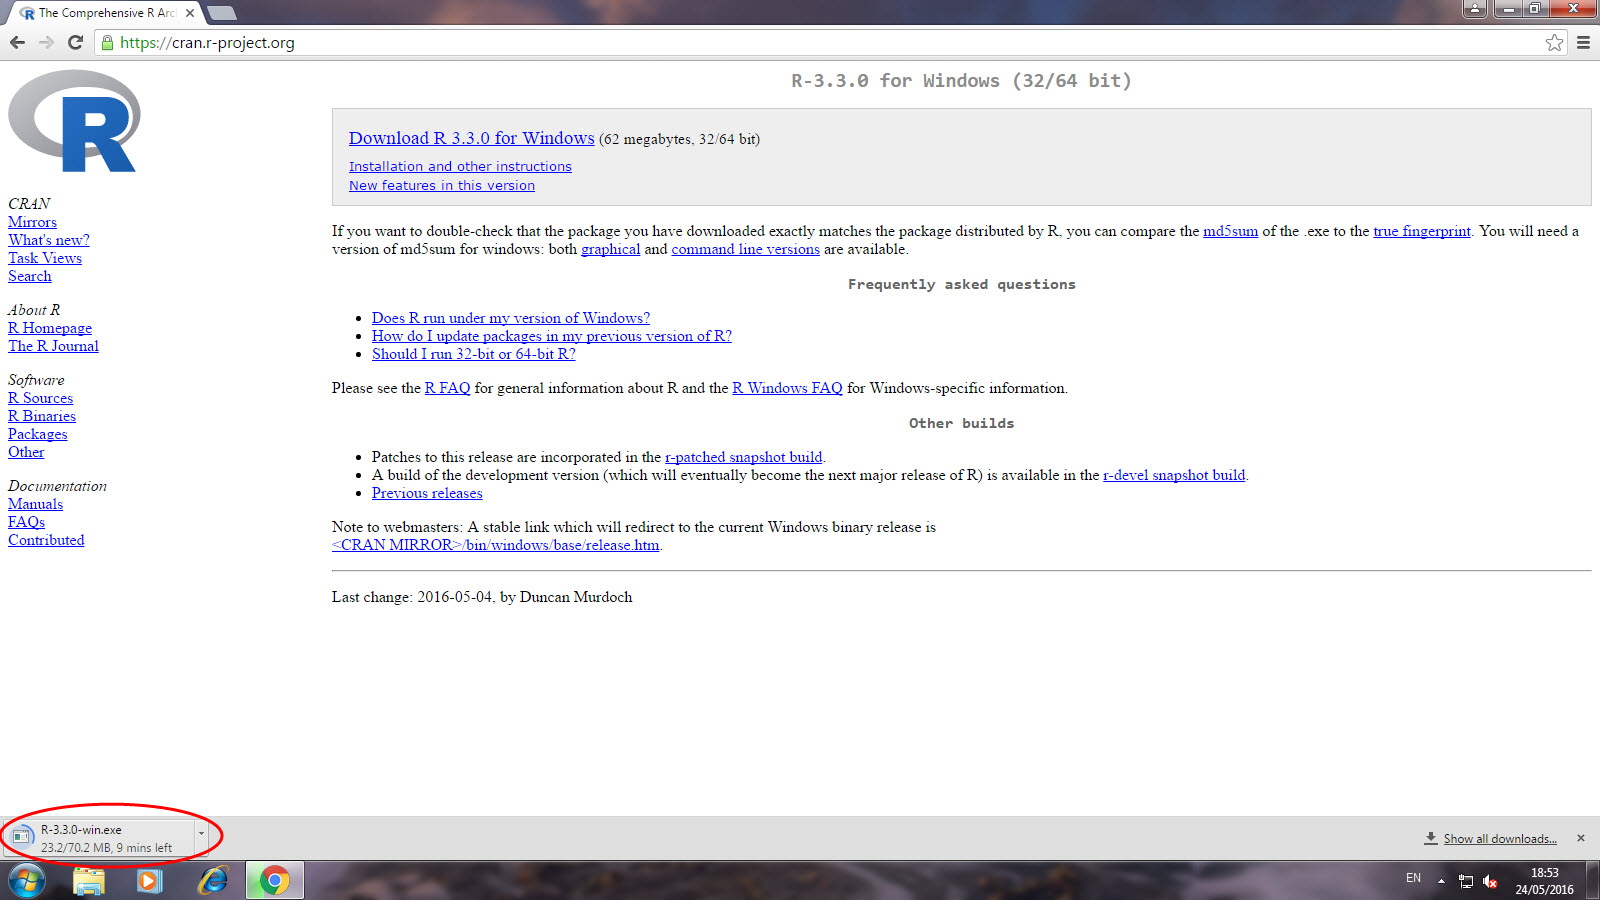 The Comprehensive R Arc
https://cran.r-project.org
R
CRAN
Mirrors
What's new?
Task Views
Search
About R
R Homepage
The R Journal
Software
R Sources
R Binaries
Packages
Other
Documentation
Manuals
FAQs
Contributed
R-3.3.0 for Windows (32/64 bit)
Download R 3.3.0 for Windows (62 megabytes, 32/64 bit)
Installation and other instructions
New features in this version
If you want to double-check that the package you have downloaded exactly matches the package distributed by R, you can compare the md5sum of the .exe to the true fingerprint. You will need a
version of md5sum for windows: both graphical and command line versions are available.
Frequently asked questions
Does R run under my version of Windows?
How do I update packages in my previous version of R?
Should I run 32-bit or 64-bit R?
Please see the R FAQ for general information about R and the R Windows FAQ for Windows-specific information.
Other builds
Patches to this release are incorporated in the r-patched snapshot build.
A build of the development version (which will eventually become the next major release of R) is available in the r-devel snapshot build.
Previous releases
Note to webmasters: A stable link which will redirect to the current Windows binary release is
<CRAN MIRROR>/bin/windows/base/release.htm.
Last change: 2016-05-04, by Duncan Murdoch
R-3.3.0-win.exe
23.2/70.2 MB, 9 mins left
Show all downloads...
EN
18:53
24/05/2016